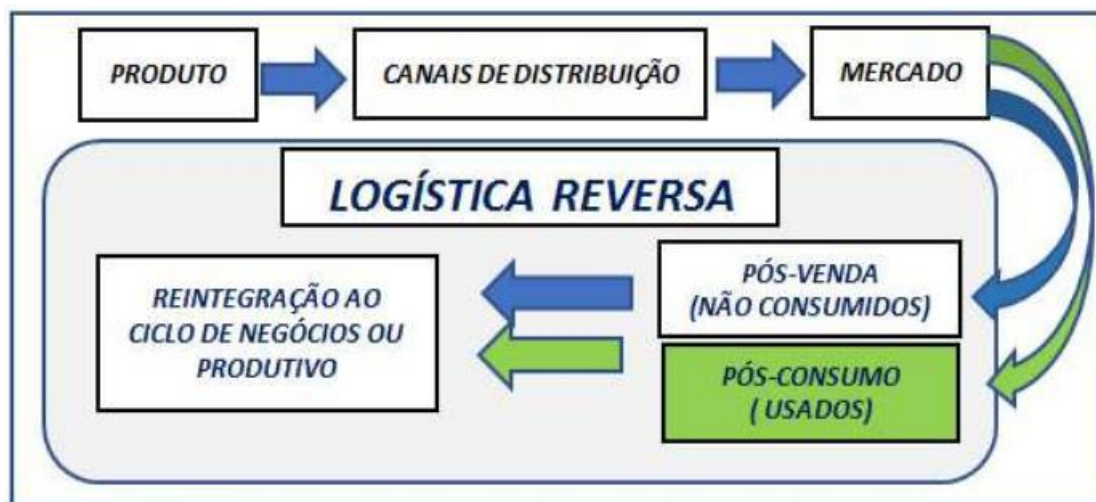 PRODUTO
CANAIS DE DISTRIBUIÇÃO
MERCADO
LOGÍSTICA REVERSA
REINTEGRAÇÃO AO
CICLO DE NEGÓCIOS OU
PRODUTIVO
PÓS-VENDA
(NÃO CONSUMIDOS)
PÓS-CONSUMO
( USADOS)